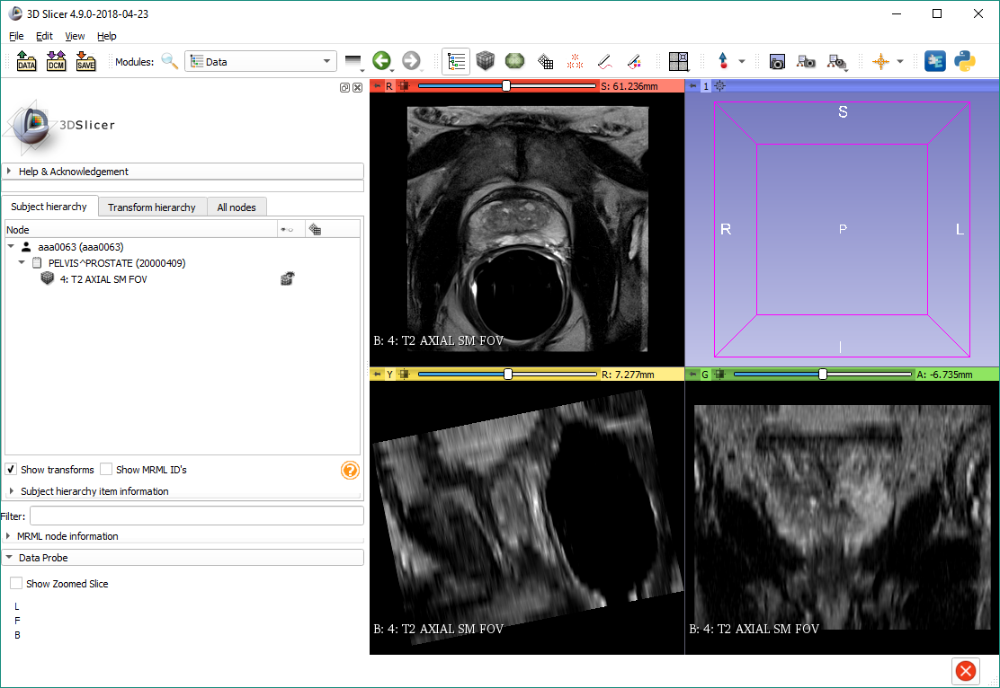 3D Slicer 4.9.0-2018-04-23
File Edit View Help
DATA DCM SAVE Modules: Data
R S: 61.236mm
1
3DSlicer
Help & Acknowledgement
Subject hierarchy Transform hierarchy All nodes
Node
aaa0063 (aaa0063)
PELVIS^PROSTATE (20000409)
4: T2 AXIAL SM FOV
Show transforms Show MRML ID's
Subject hierarchy item information
Filter:
MRML node information
Data Probe
Show Zoomed Slice
L
F
B
B: 4: T2 AXIAL SM FOV
S
R P L
I
Y R: 7.277mm
G A: -6.735mm
B: 4: T2 AXIAL SM FOV
B: 4: T2 AXIAL SM FOV